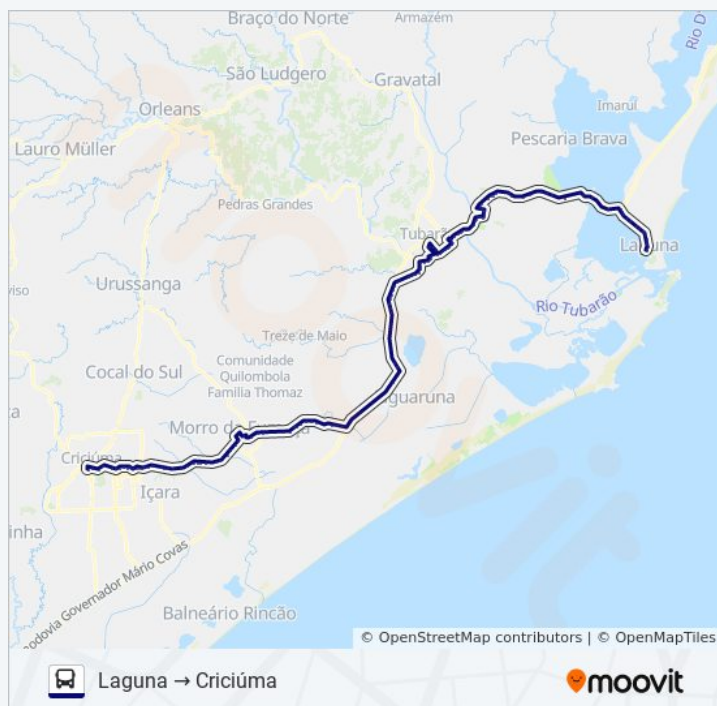 Braço do Norte
Armazém
Rio D'
São Ludgero
Gravatal
Orleans
Imaruí
Lauro Müller
Pescaria Brava
Pedras Grandes
Tubarão
Laguna
Urussanga
Rio Tubarão
Treze de Maio
Cocal do Sul
Comunidade
Quilombola
Família Thomaz
Morro da Fumaça
Criciúma
Içara
odovia Governador Mário Covas
Balneário Rincão
© OpenStreetMap contributors | © OpenMapTiles
Laguna → Criciúma
moovit